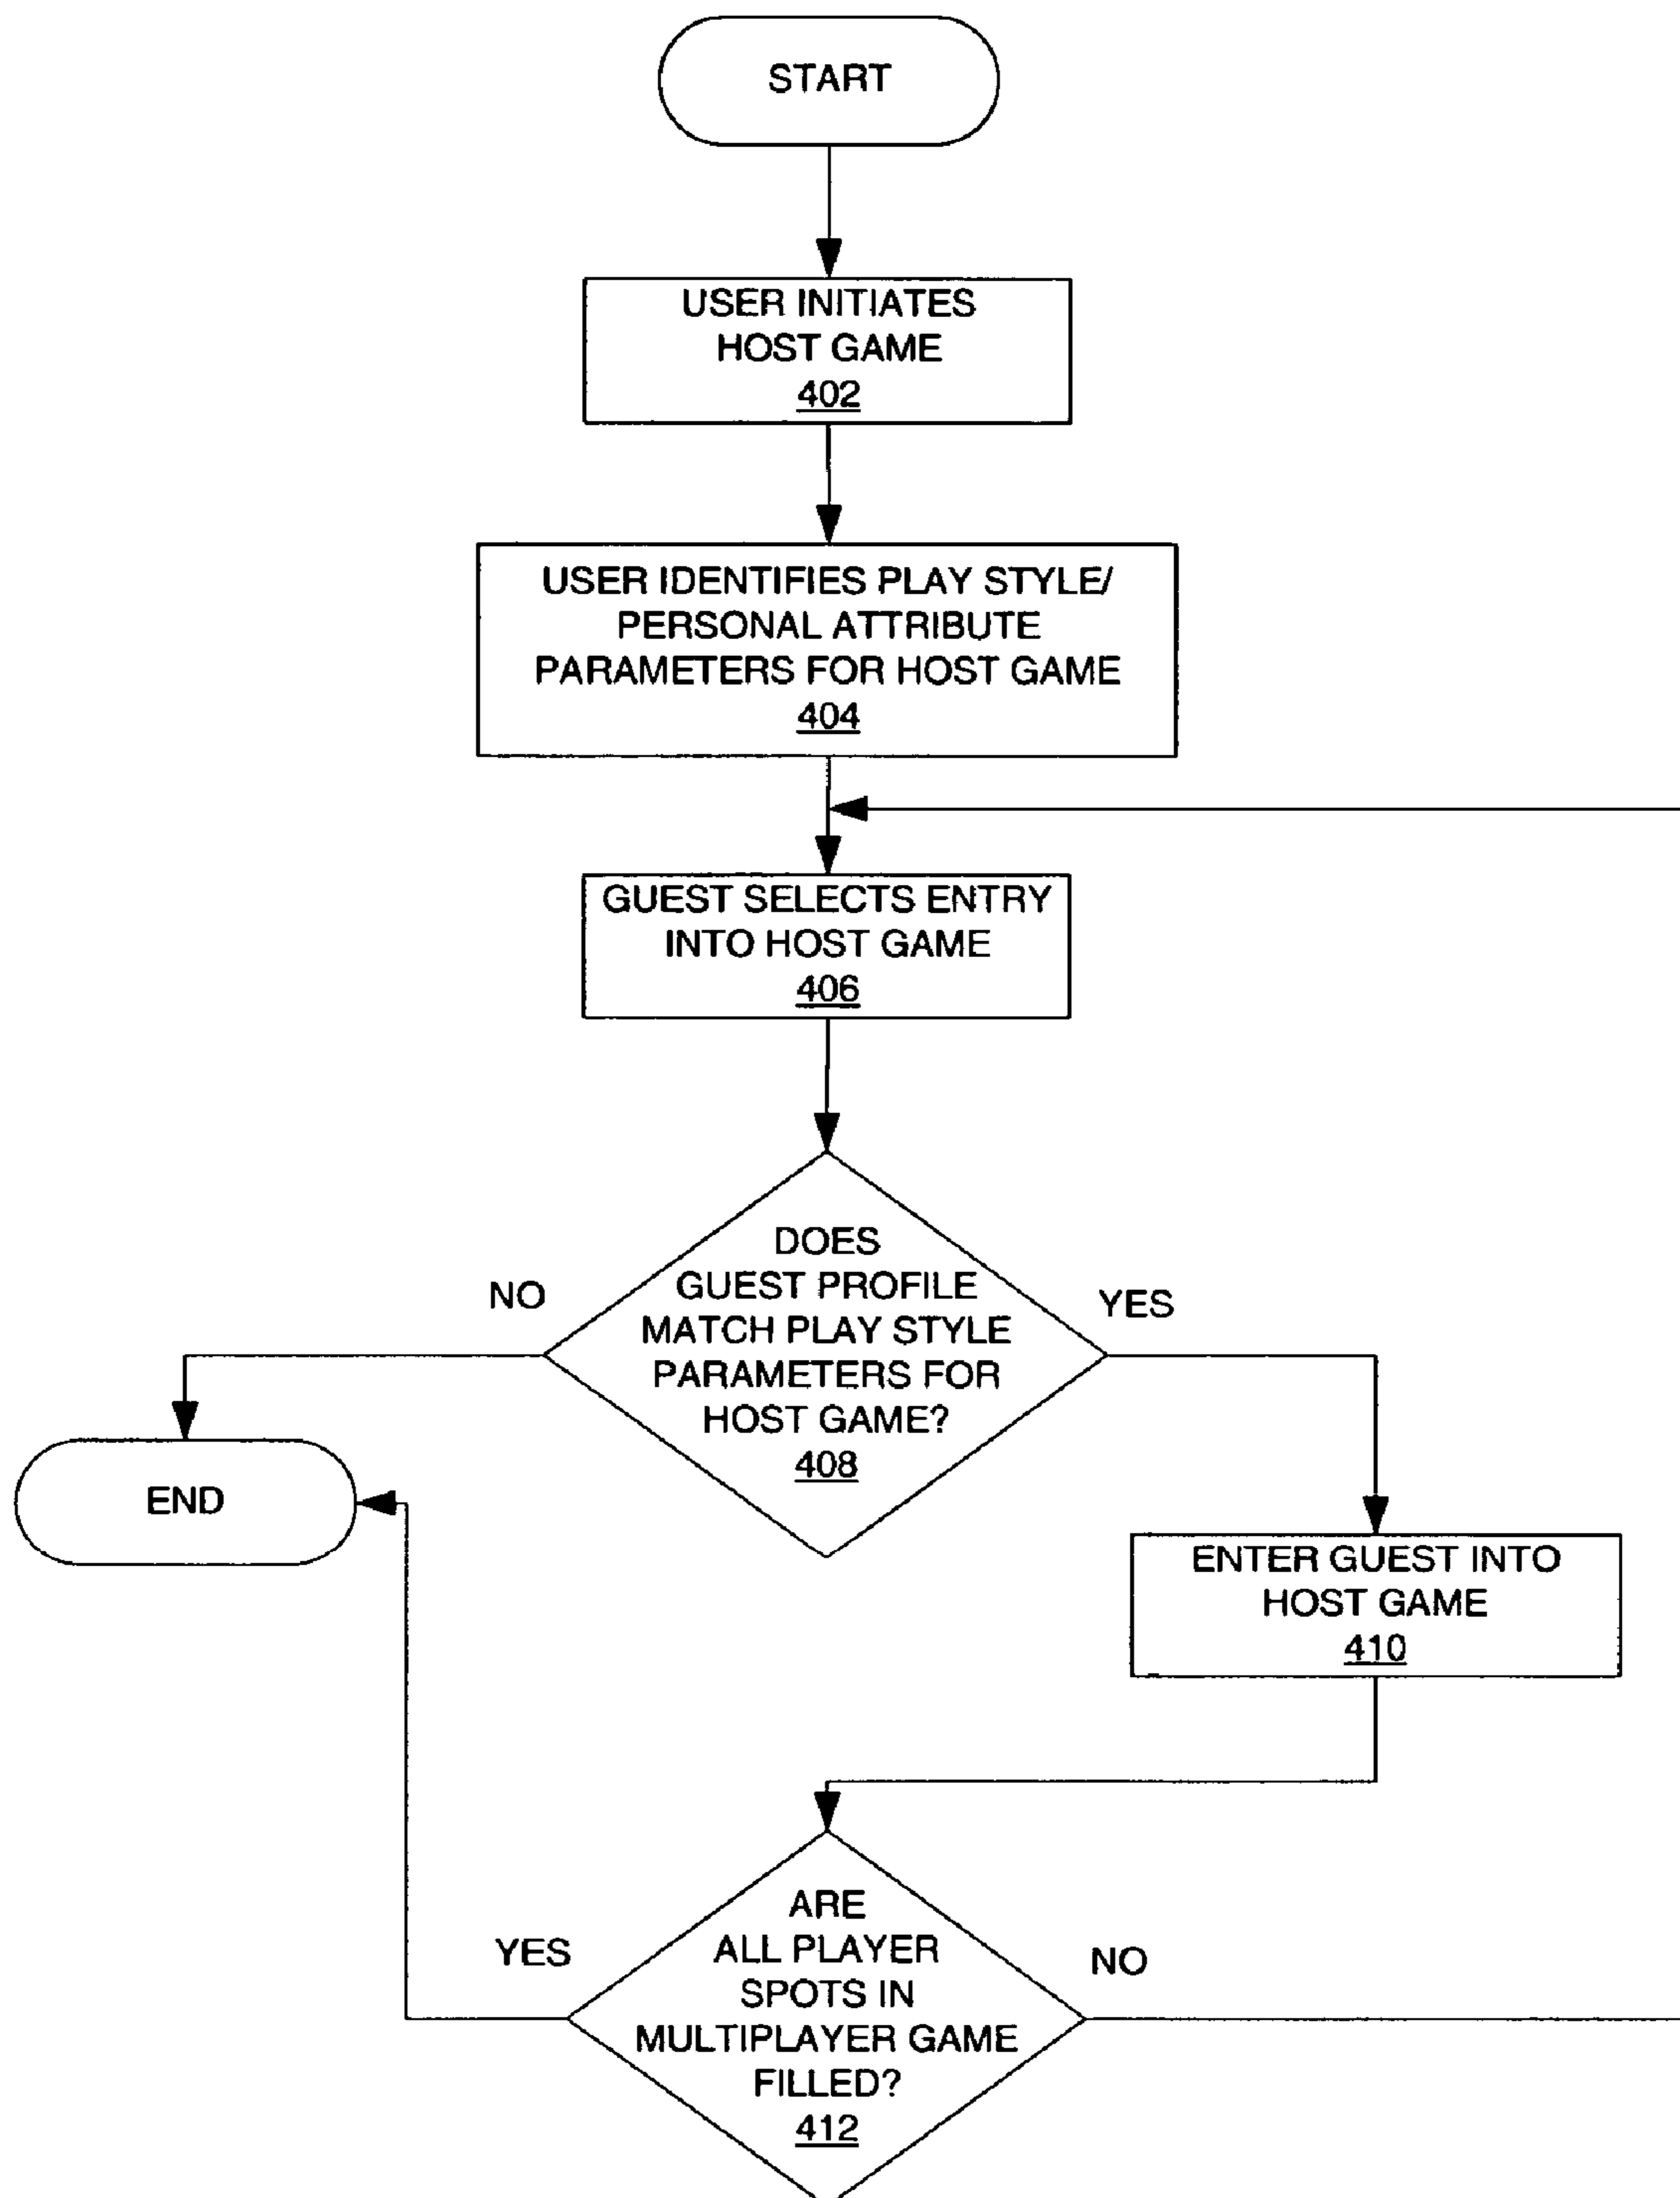 START
USER INITIATES
HOST GAME
402
USER IDENTIFIES PLAY STYLE/
PERSONAL ATTRIBUTE
PARAMETERS FOR HOST GAME
404
GUEST SELECTS ENTRY
INTO HOST GAME
406
DOES
GUEST PROFILE
MATCH PLAY STYLE
PARAMETERS FOR
HOST GAME?
408
NO
YES
END
ENTER GUEST INTO
HOST GAME
410
ARE
ALL PLAYER
SPOTS IN
MULTIPLAYER GAME
FILLED?
412
YES
NO